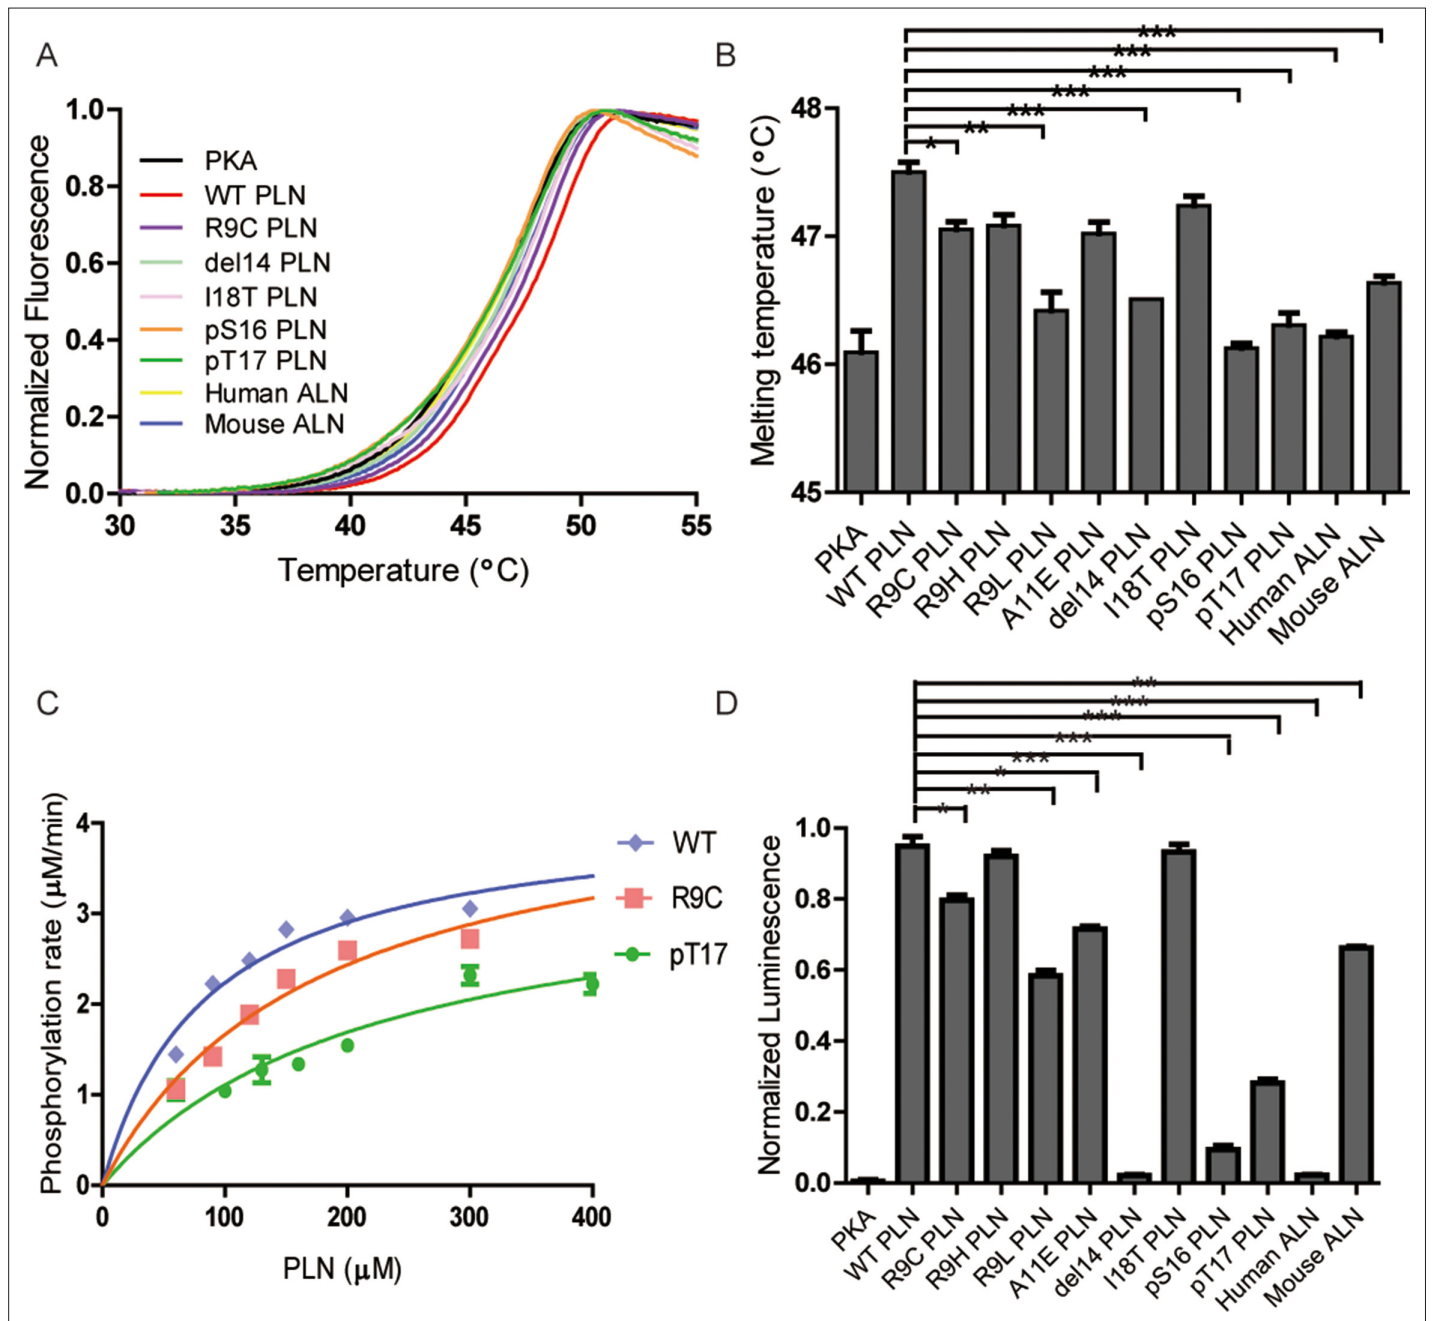 A
Normalized Fluorescence
1.0
0.8
0.6
0.4
0.2
0.0
PKA
WT PLN
R9C PLN
del14 PLN
I18T PLN
pS16 PLN
pT17 PLN
Human ALN
Mouse ALN
30 35 40 45 50 55
Temperature (°C)
B
***
***
***
***
***
**
*
Melting temperature (°C)
48
47
46
45
PKA
WT PLN
R9C PLN
R9H PLN
R9L PLN
A11E PLN
del14 PLN
I18T PLN
pS16 PLN
pT17 PLN
Human ALN
Mouse ALN
C
Phosphorylation rate (µM/min)
4
3
2
1
0
WT
R9C
pT17
0 100 200 300 400
PLN (µM)
D
**
***
***
***
***
*
**
*
Normalized Luminescence
1.0
0.8
0.6
0.4
0.2
0.0
PKA
WT PLN
R9C PLN
R9H PLN
R9L PLN
A11E PLN
del14 PLN
I18T PLN
pS16 PLN
pT17 PLN
Human ALN
Mouse ALN